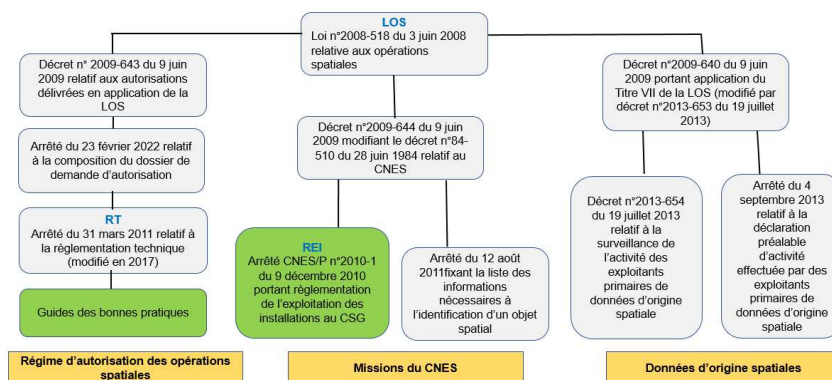 LOS
Loi n°2008-518 du 3 juin 2008
relative aux opérations
spatiales
Décret n° 2009-643 du 9 juin
2009 relatif aux autorisations
délivrées en application de la
LOS
Arrêté du 23 février 2022 relatif
à la composition du dossier de
demande d'autorisation
RT
Arrêté du 31 mars 2011 relatif à
la règlementation technique
(modifié en 2017)
Guides des bonnes pratiques
Régime d'autorisation des opérations
spatiales
Décret n°2009-644 du 9 juin
2009 modifiant le décret n°84-
510 du 28 juin 1984 relatif au
CNES
REI
Arrêté CNES/P n°2010-1
du 9 décembre 2010
portant règlementation
de l'exploitation des
installations au CSG
Arrêté du 12 août
2011fixant la liste des
informations
nécessaires à
l'identification d'un objet
spatial
Missions du CNES
Décret n°2009-640 du 9 juin
2009 portant application du
Titre VII de la LOS (modifié par
décret n°2013-653 du 19 juillet
2013)
Décret n°2013-654
du 19 juillet 2013
relatif à la
surveillance de
l'activité des
exploitants
primaires de
données d'origine
spatiale
Arrêté du 4
septembre 2013
relatif à la
déclaration
préalable
d'activité
effectuée par des
exploitants
primaires de
données d'origine
spatiale
Données d'origine spatiales